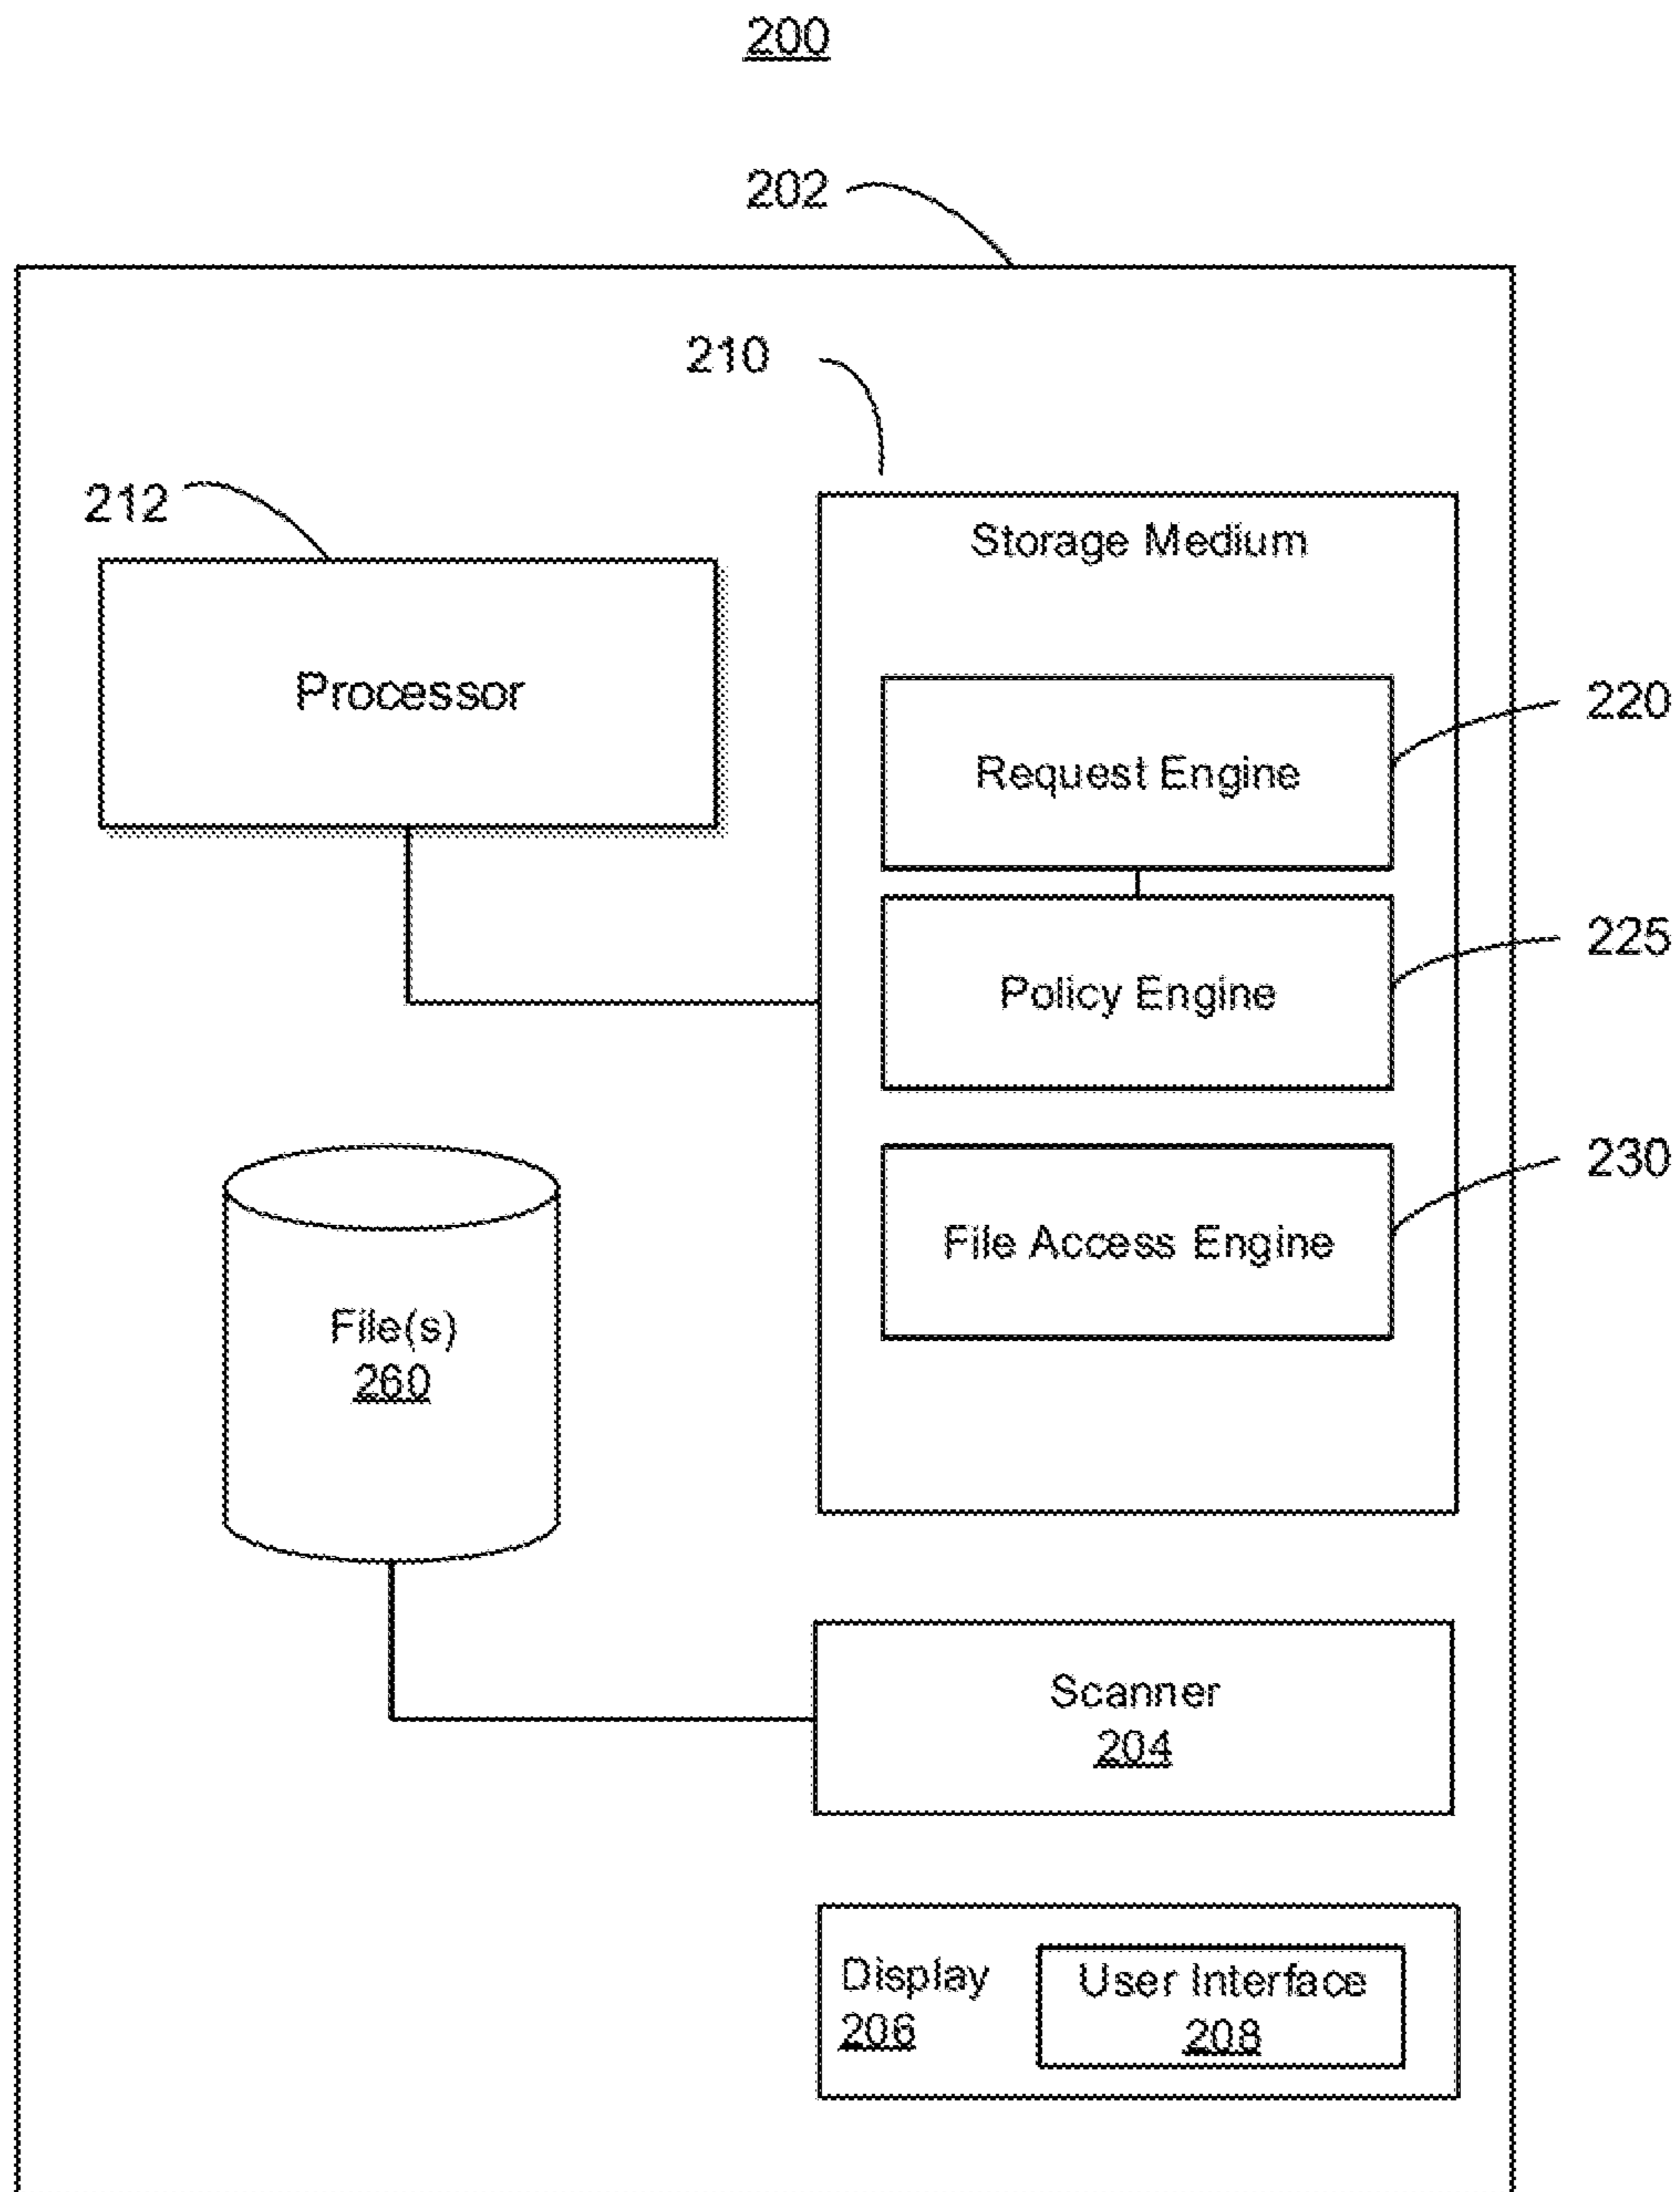 200
202
210
212
Storage Medium
Processor
Request Engine
220
Policy Engine
225
File Access Engine
230
File(s)
260
Scanner
204
Display
206
User Interface
208